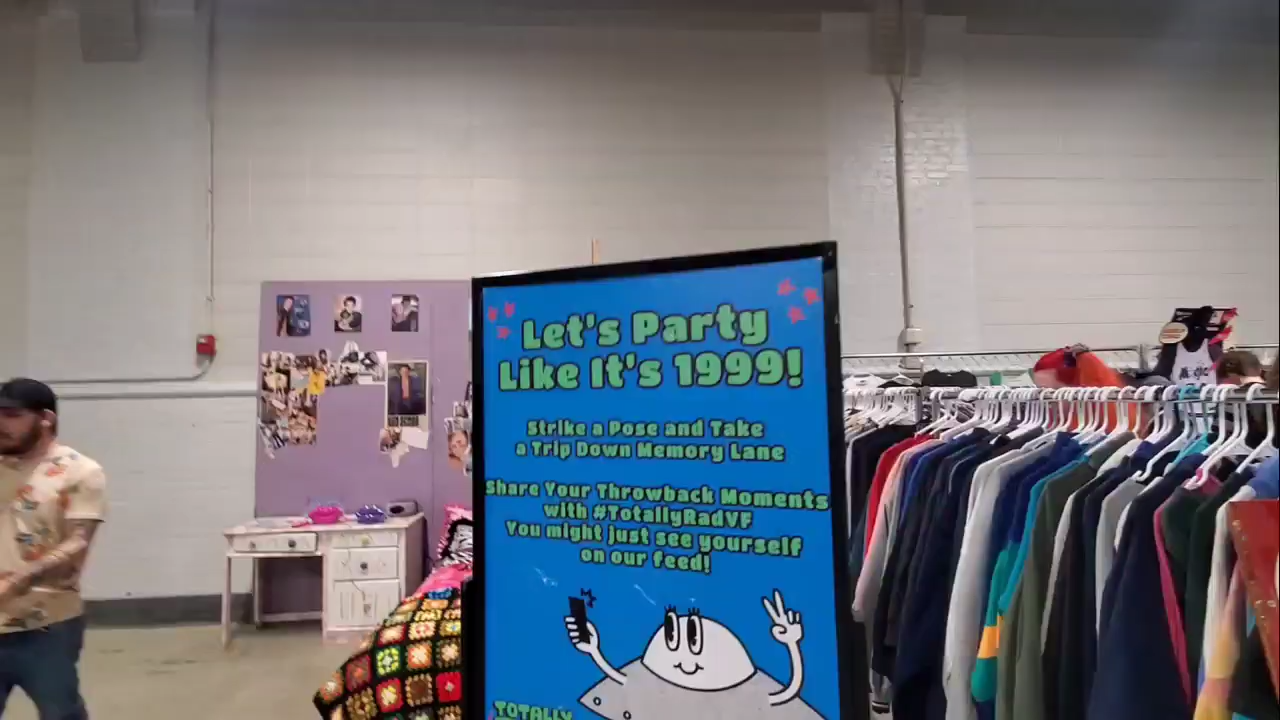 Let's Party
Like It's 1999!
Strike a Pose and Take
a Trip Down Memory Lane
Share Your Throwback Moments
with #TotallyRadVF
You might just see yourself
on our feed!
TOTALLY